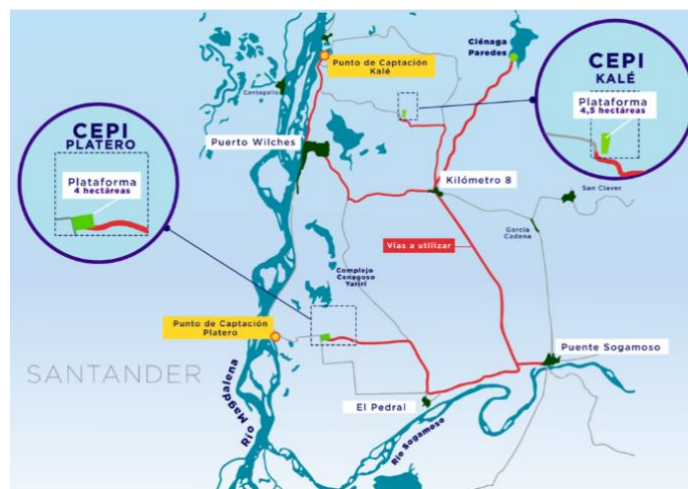 Ciénaga
Paredes
Punto de Captación
Kalé
CEPI
KALÉ
Plataforma
4,5 hectáreas
Cantagallo
CEPI
PLATERO
Plataforma
4 hectáreas
Puerto Wilches
Kilómetro 8
San Claver
García
Cadena
Vías a utilizar
Complejo
Cenagoso
Yarirí
Punto de Captación
Platero
Puente Sogamoso
SANTANDER
Río Magdalena
El Pedral
Río Sogamoso